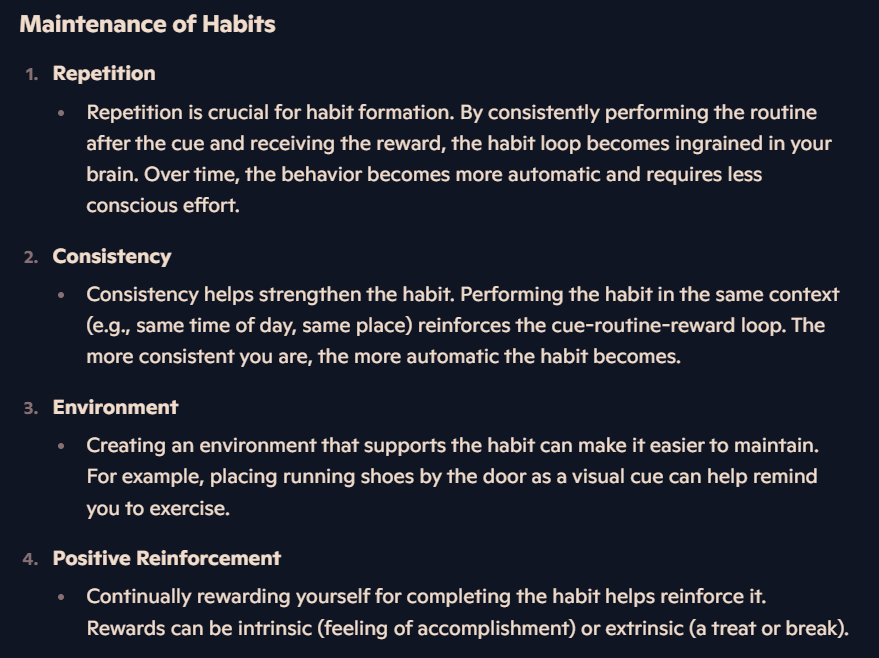 Maintenance of Habits
1. Repetition
• Repetition is crucial for habit formation. By consistently performing the routine
after the cue and receiving the reward, the habit loop becomes ingrained in your
brain. Over time, the behavior becomes more automatic and requires less
conscious effort.
2. Consistency
• Consistency helps strengthen the habit. Performing the habit in the same context
(e.g., same time of day, same place) reinforces the cue-routine-reward loop. The
more consistent you are, the more automatic the habit becomes.
3. Environment
• Creating an environment that supports the habit can make it easier to maintain.
For example, placing running shoes by the door as a visual cue can help remind
you to exercise.
4. Positive Reinforcement
• Continually rewarding yourself for completing the habit helps reinforce it.
Rewards can be intrinsic (feeling of accomplishment) or extrinsic (a treat or break).